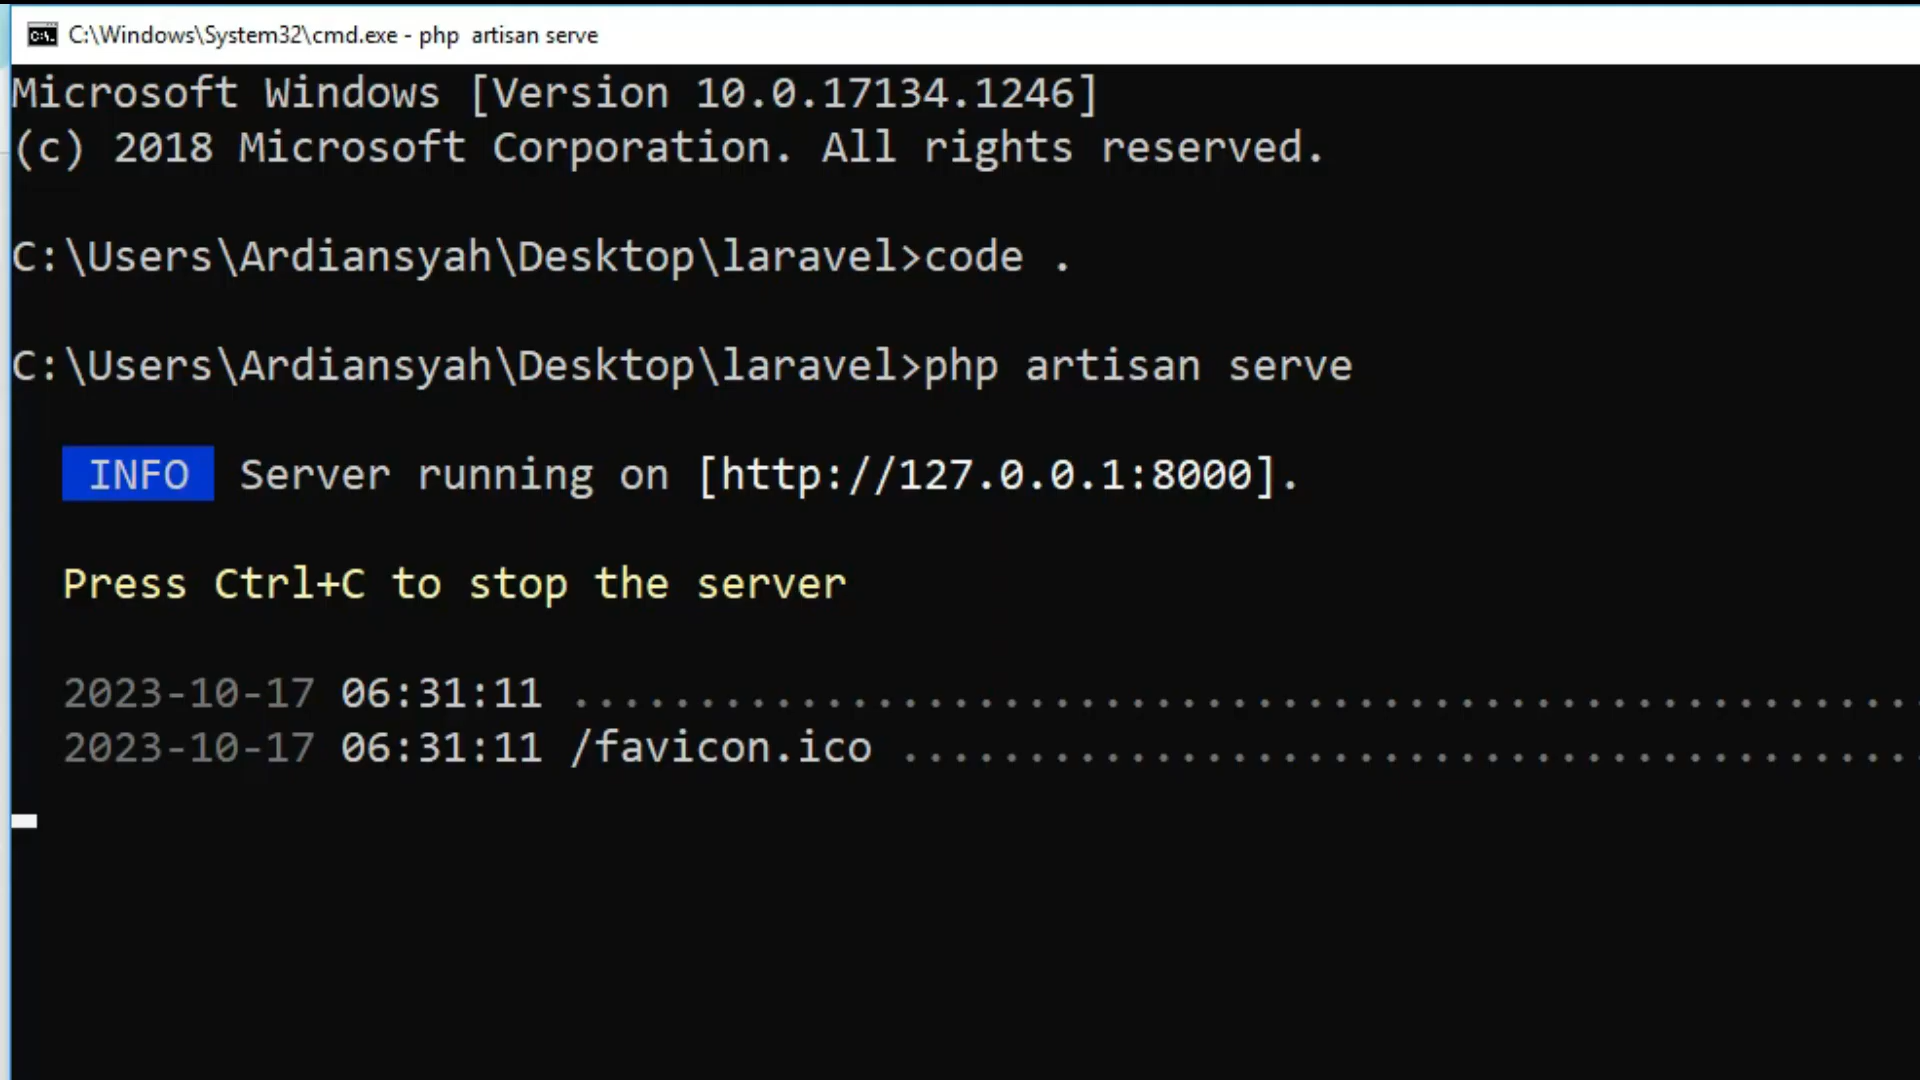 C:\Windows\System32\cmd.exe - php  artisan serve
Microsoft Windows [Version 10.0.17134.1246]
(c) 2018 Microsoft Corporation. All rights reserved.
C:\Users\Ardiansyah\Desktop\laravel>code .
C:\Users\Ardiansyah\Desktop\laravel>php artisan serve
INFO  Server running on [http://127.0.0.1:8000].
Press Ctrl+C to stop the server
2023-10-17 06:31:11 .....................................................
2023-10-17 06:31:11 /favicon.ico ........................................